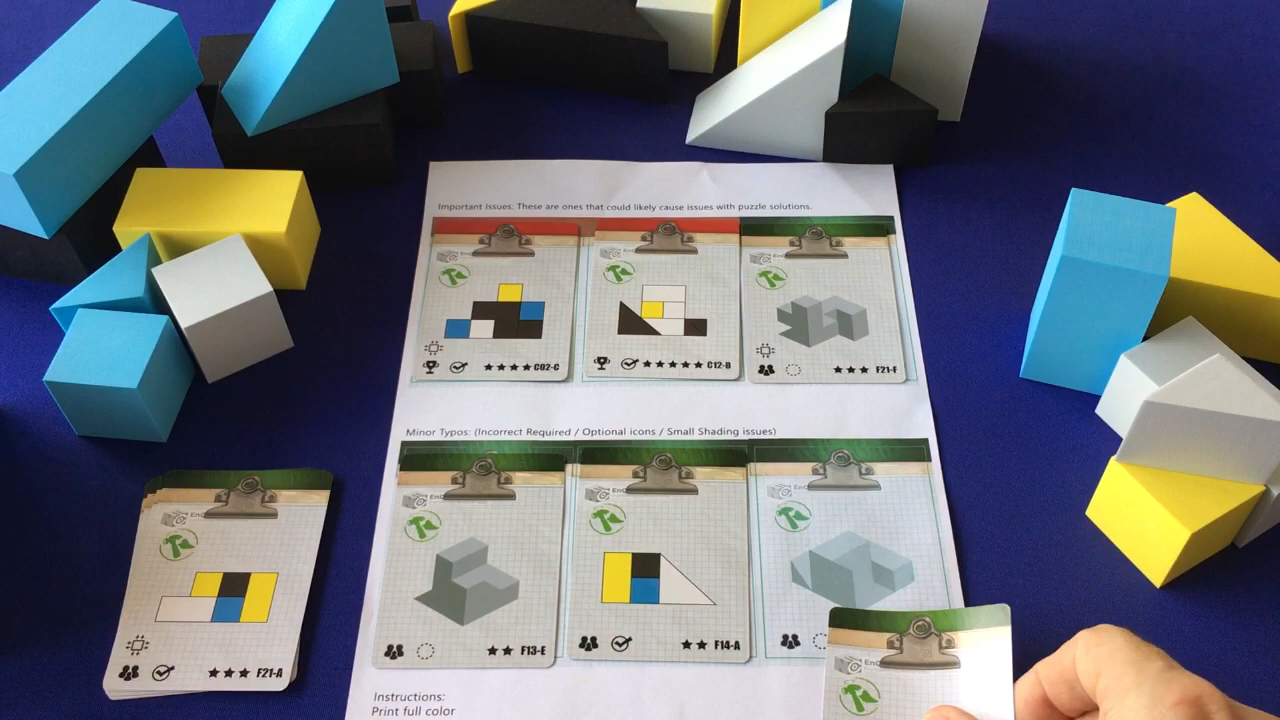 Important Issues: These are ones that could likely cause issues with puzzle solutions.
C02-C
C12-B
F21-F
Minor Typos: (Incorrect Required / Optional icons / Small Shading issues)
F13-E
F14-A
F21-A
Instructions:
Print full color